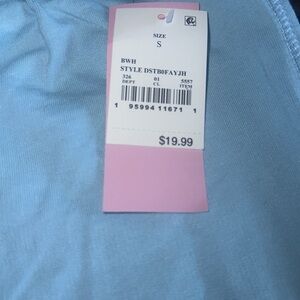 SIZE
S
BWH
STYLE DSTB0FAYJH
326 01 5557
DEPT CL ITEM
1 95994 11671 1
$19.99